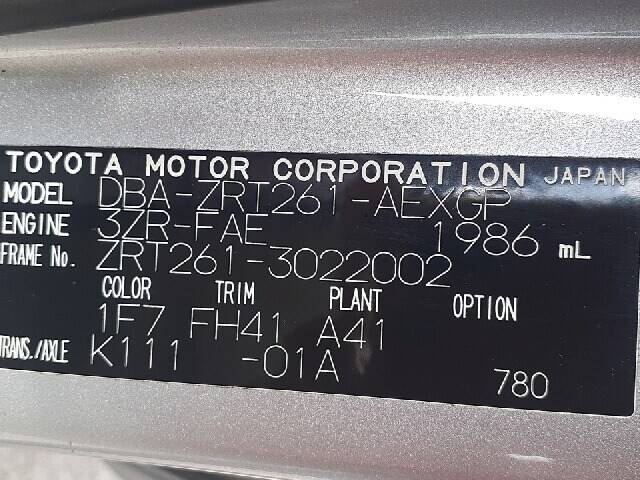 TOYOTA MOTOR CORPORATION JAPAN
MODEL DBA-ZRT261-AEXGP
ENGINE 3ZR-FAE 1986 mL
FRAME No. ZRT261-3022002
COLOR TRIM PLANT OPTION
1F7 FH41 A41
TRANS./AXLE K111 -01A
780